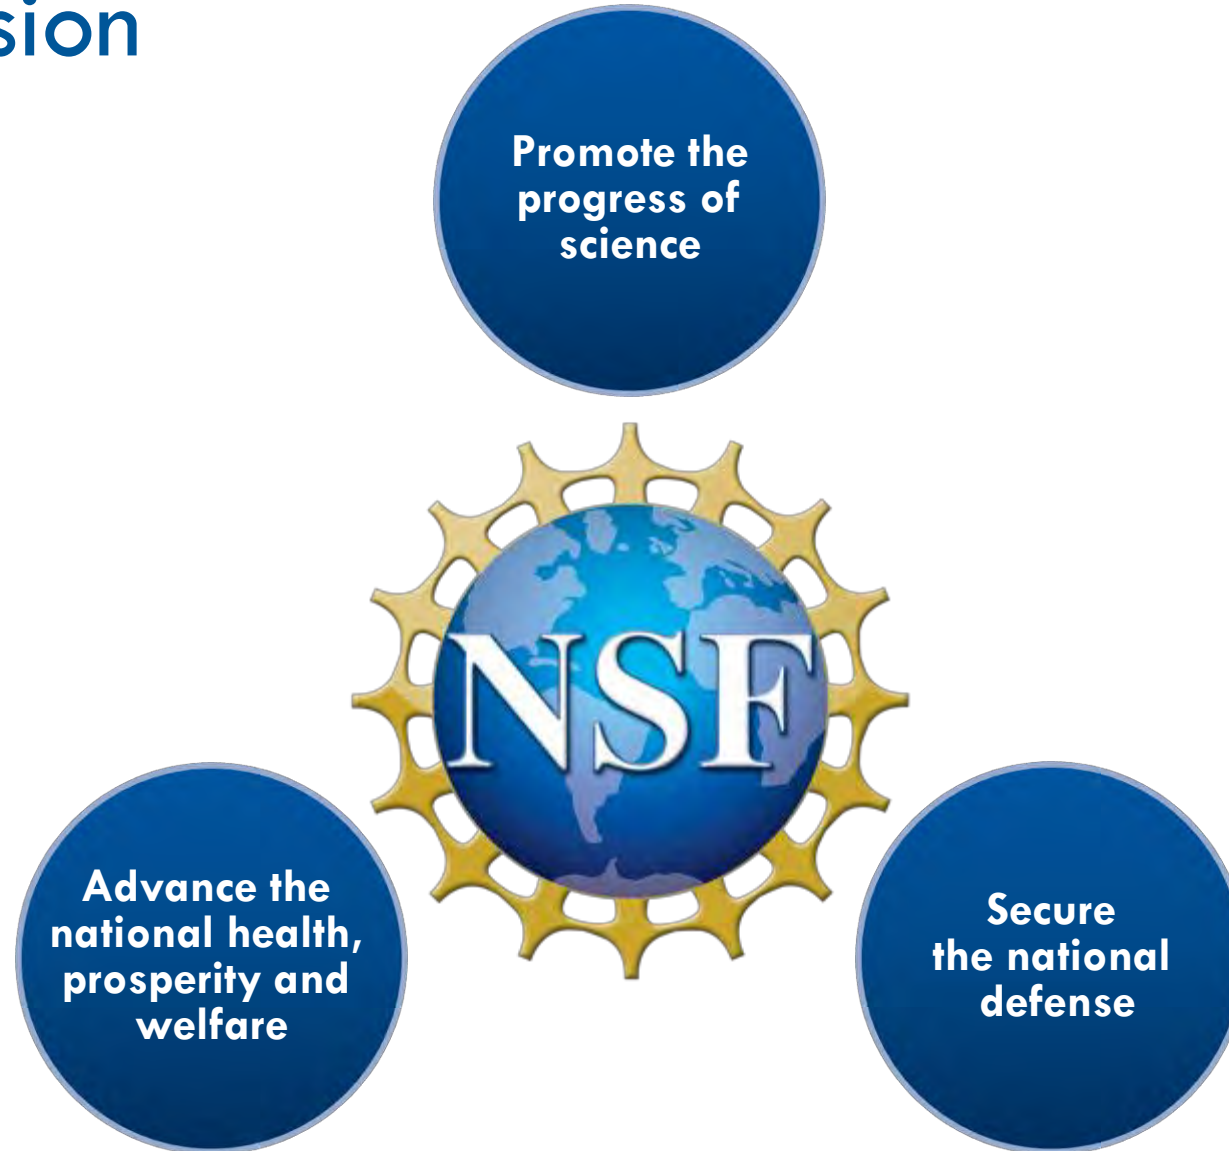 sion
Promote the
progress of
science
NSF
Advance the
national health,
prosperity and
welfare
Secure
the national
defense